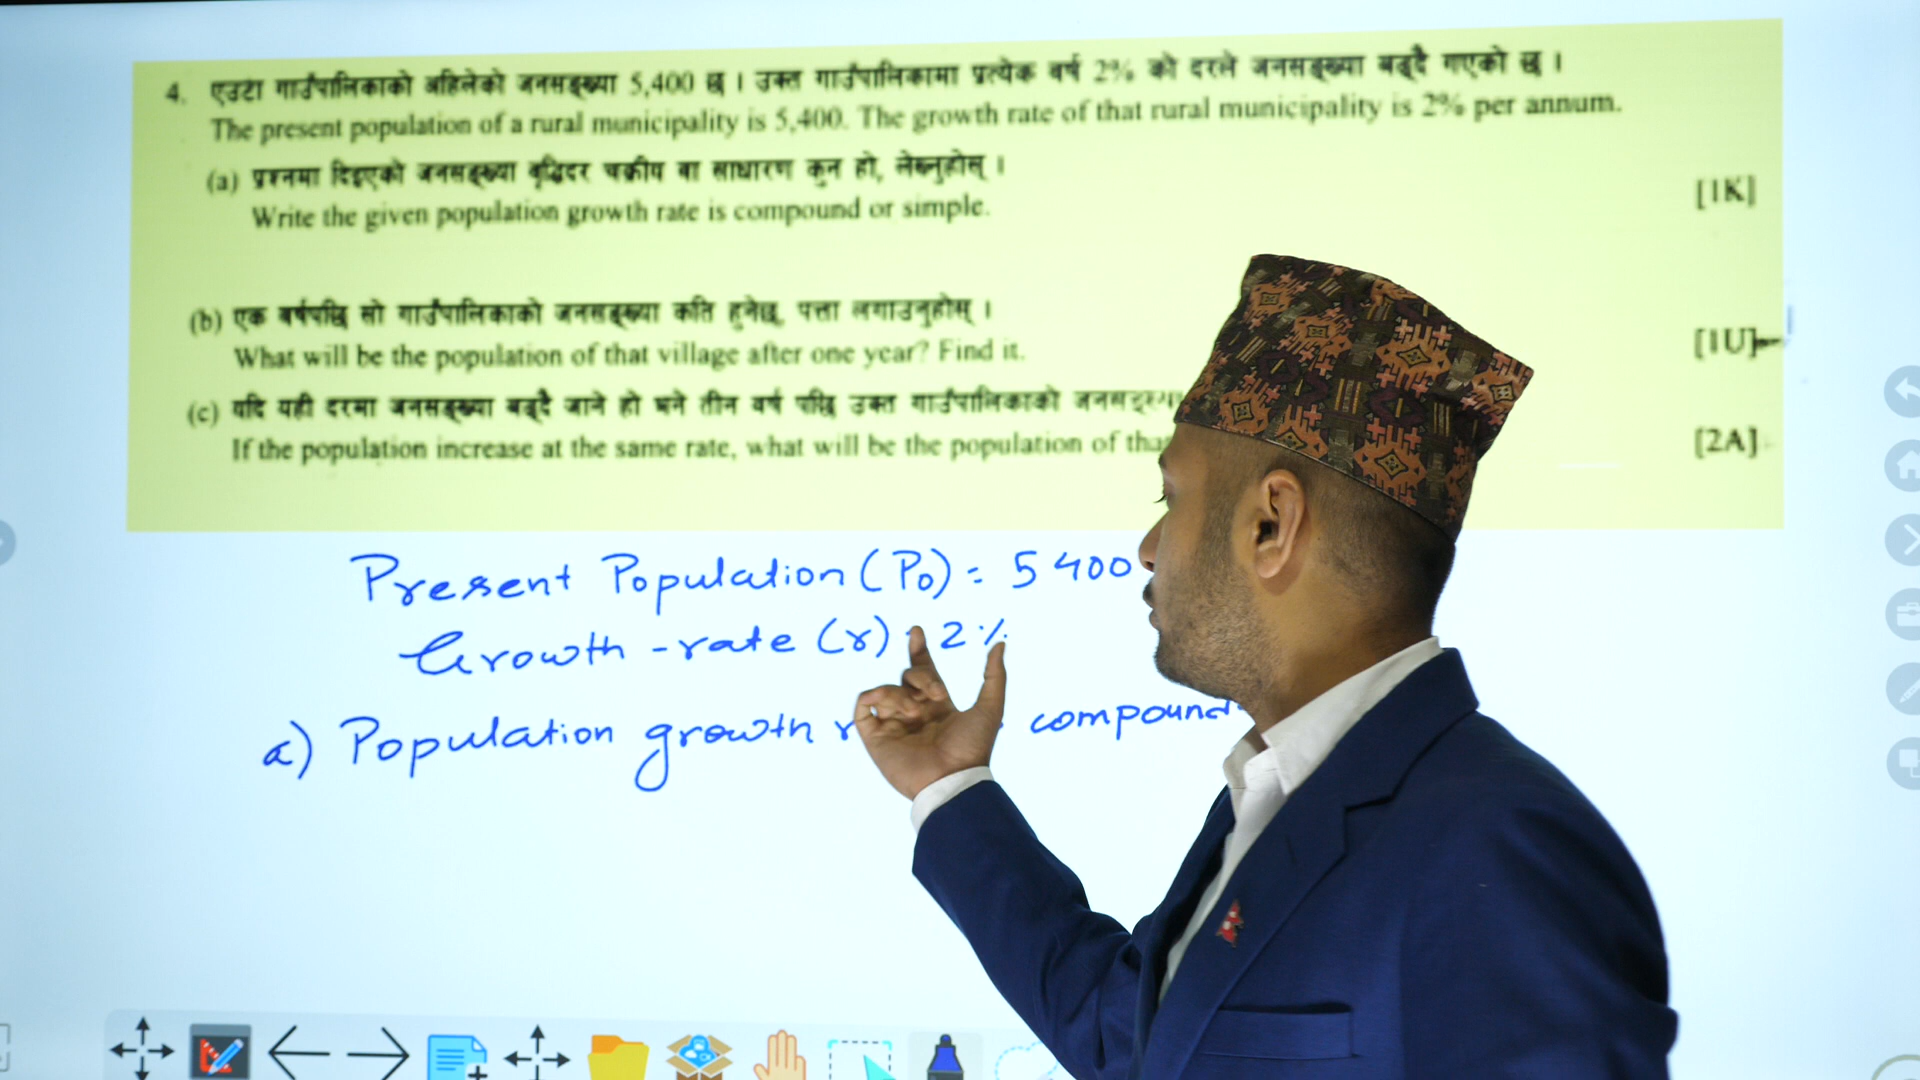 4. एउटा गाउँपालिकाको अहिलेको जनसङ्ख्या 5,400 छ । उक्त गाउँपालिकामा प्रत्येक वर्ष 2% को दरले जनसङ्ख्या बढ्दै गएको छ ।
The present population of a rural municipality is 5,400. The growth rate of that rural municipality is 2% per annum.
(a) प्रश्नमा दिइएको जनसङ्ख्या वृद्धिदर चक्रीय वा साधारण कुन हो, लेख्नुहोस् । [1K]
Write the given population growth rate is compound or simple.
(b) एक वर्षपछि सो गाउँपालिकाको जनसङ्ख्या कति हुनेछ, पत्ता लगाउनुहोस् । [1U]
What will be the population of that village after one year? Find it.
(c) यदि यही दरमा जनसङ्ख्या बढ्दै जाने हो भने तीन वर्ष पछि उक्त गाउँपालिकाको
If the population increase at the same rate, what will be the population of [2A]
Present Population (P0) = 5400
Growth-rate (r) 2%
a) Population growth compound